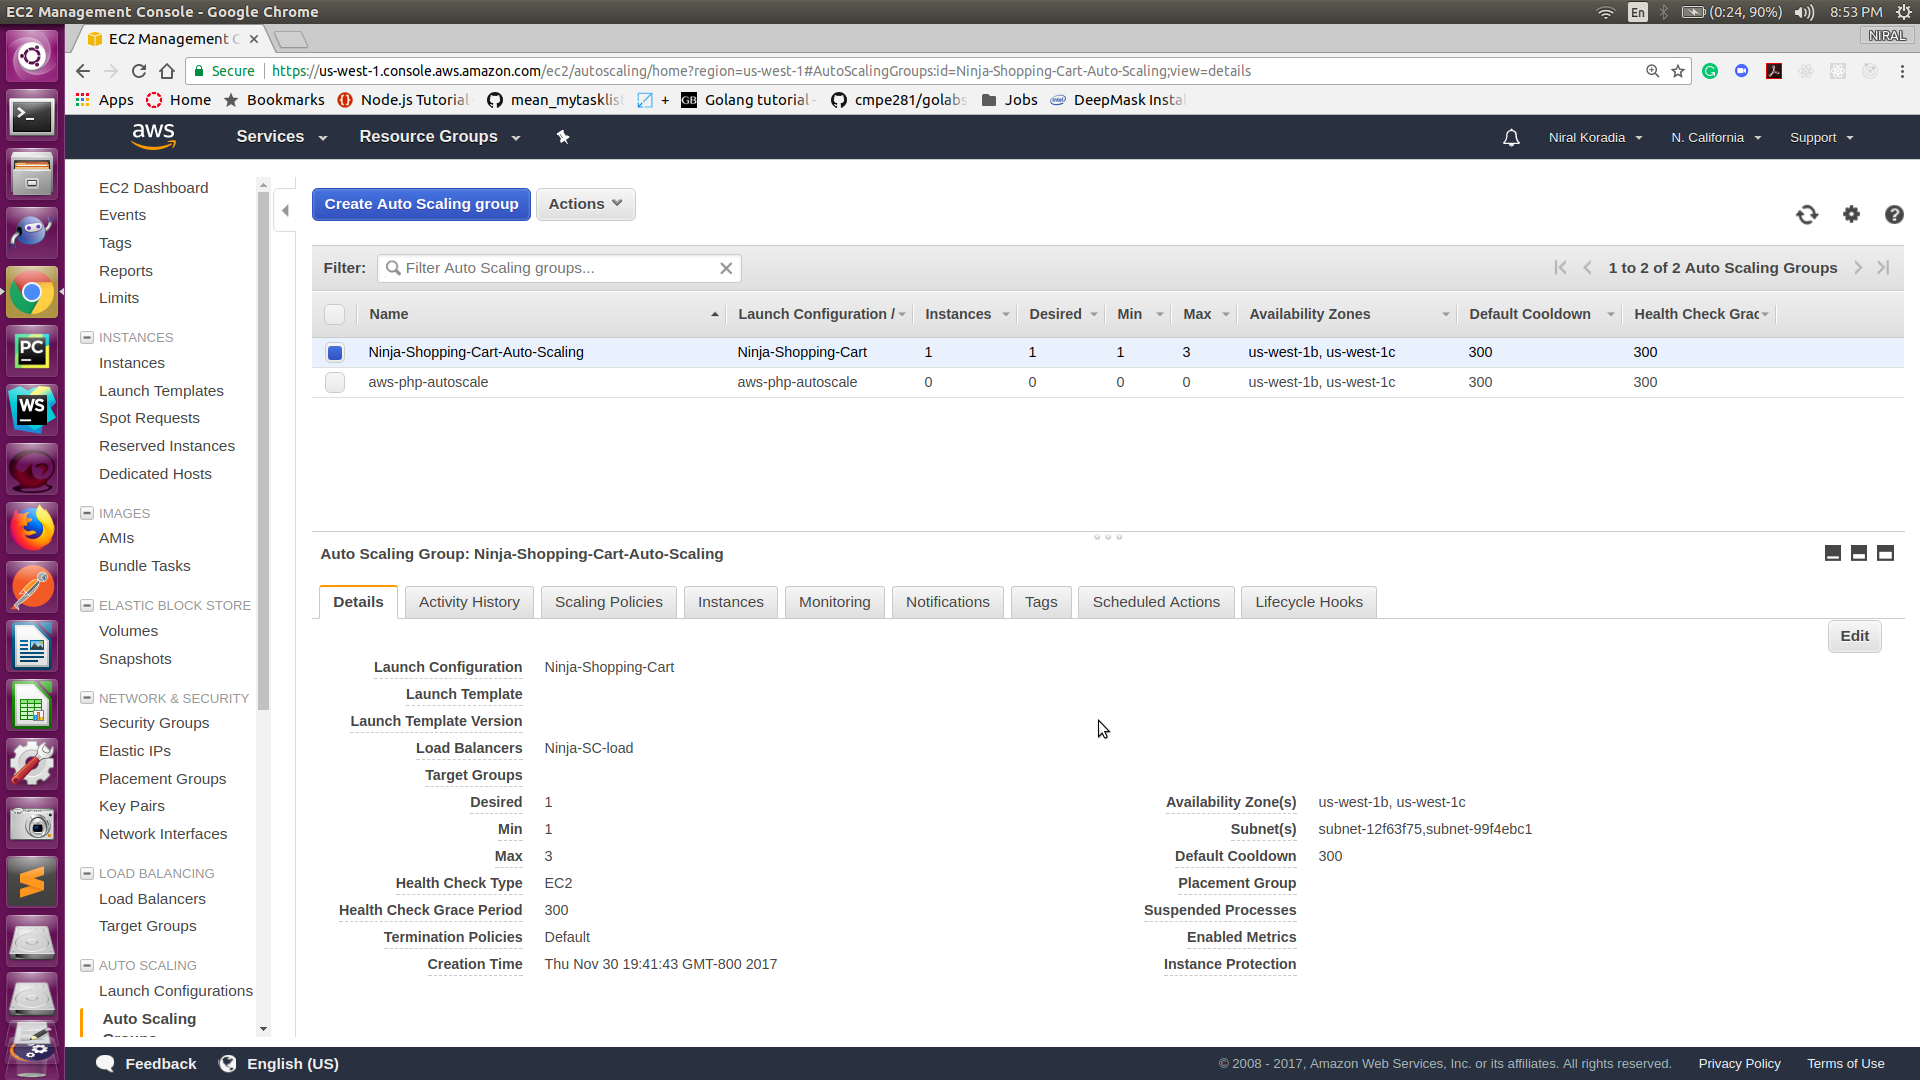 EC2 Management Console - Google Chrome
En
(0:24, 90%)
8:53 PM
EC2 Management C
NIRAL
Secure
https://us-west-1.console.aws.amazon.com/ec2/autoscaling/home?region=us-west-1#AutoScalingGroups:id=Ninja-Shopping-Cart-Auto-Scaling;view=details
Apps
Home
Bookmarks
Node.js Tutorial
mean_mytasklis
+
GB
Golang tutorial
cmpe281/golabs
Jobs
DeepMask Insta
aws
Services
Resource Groups
Niral Koradia
N. California
Support
EC2 Dashboard
Events
Tags
Reports
Limits
INSTANCES
Instances
Launch Templates
Spot Requests
Reserved Instances
Dedicated Hosts
IMAGES
AMIs
Bundle Tasks
ELASTIC BLOCK STORE
Volumes
Snapshots
NETWORK & SECURITY
Security Groups
Elastic IPs
Placement Groups
Key Pairs
Network Interfaces
LOAD BALANCING
Load Balancers
Target Groups
AUTO SCALING
Launch Configurations
Auto Scaling
Create Auto Scaling group
Actions
Filter:
Filter Auto Scaling groups...
1 to 2 of 2 Auto Scaling Groups
Name Launch Configuration / Instances Desired Min Max Availability Zones Default Cooldown Health Check Grac
Ninja-Shopping-Cart-Auto-Scaling Ninja-Shopping-Cart 1 1 1 3 us-west-1b, us-west-1c 300 300
aws-php-autoscale aws-php-autoscale 0 0 0 0 us-west-1b, us-west-1c 300 300
Auto Scaling Group: Ninja-Shopping-Cart-Auto-Scaling
Details
Activity History
Scaling Policies
Instances
Monitoring
Notifications
Tags
Scheduled Actions
Lifecycle Hooks
Edit
Launch Configuration Ninja-Shopping-Cart
Launch Template
Launch Template Version
Load Balancers Ninja-SC-load
Target Groups
Desired 1
Min 1
Max 3
Health Check Type EC2
Health Check Grace Period 300
Termination Policies Default
Creation Time Thu Nov 30 19:41:43 GMT-800 2017
Availability Zone(s) us-west-1b, us-west-1c
Subnet(s) subnet-12f63f75,subnet-99f4ebc1
Default Cooldown 300
Placement Group
Suspended Processes
Enabled Metrics
Instance Protection
PC
WS
Feedback
English (US)
© 2008 - 2017, Amazon Web Services, Inc. or its affiliates. All rights reserved.
Privacy Policy
Terms of Use